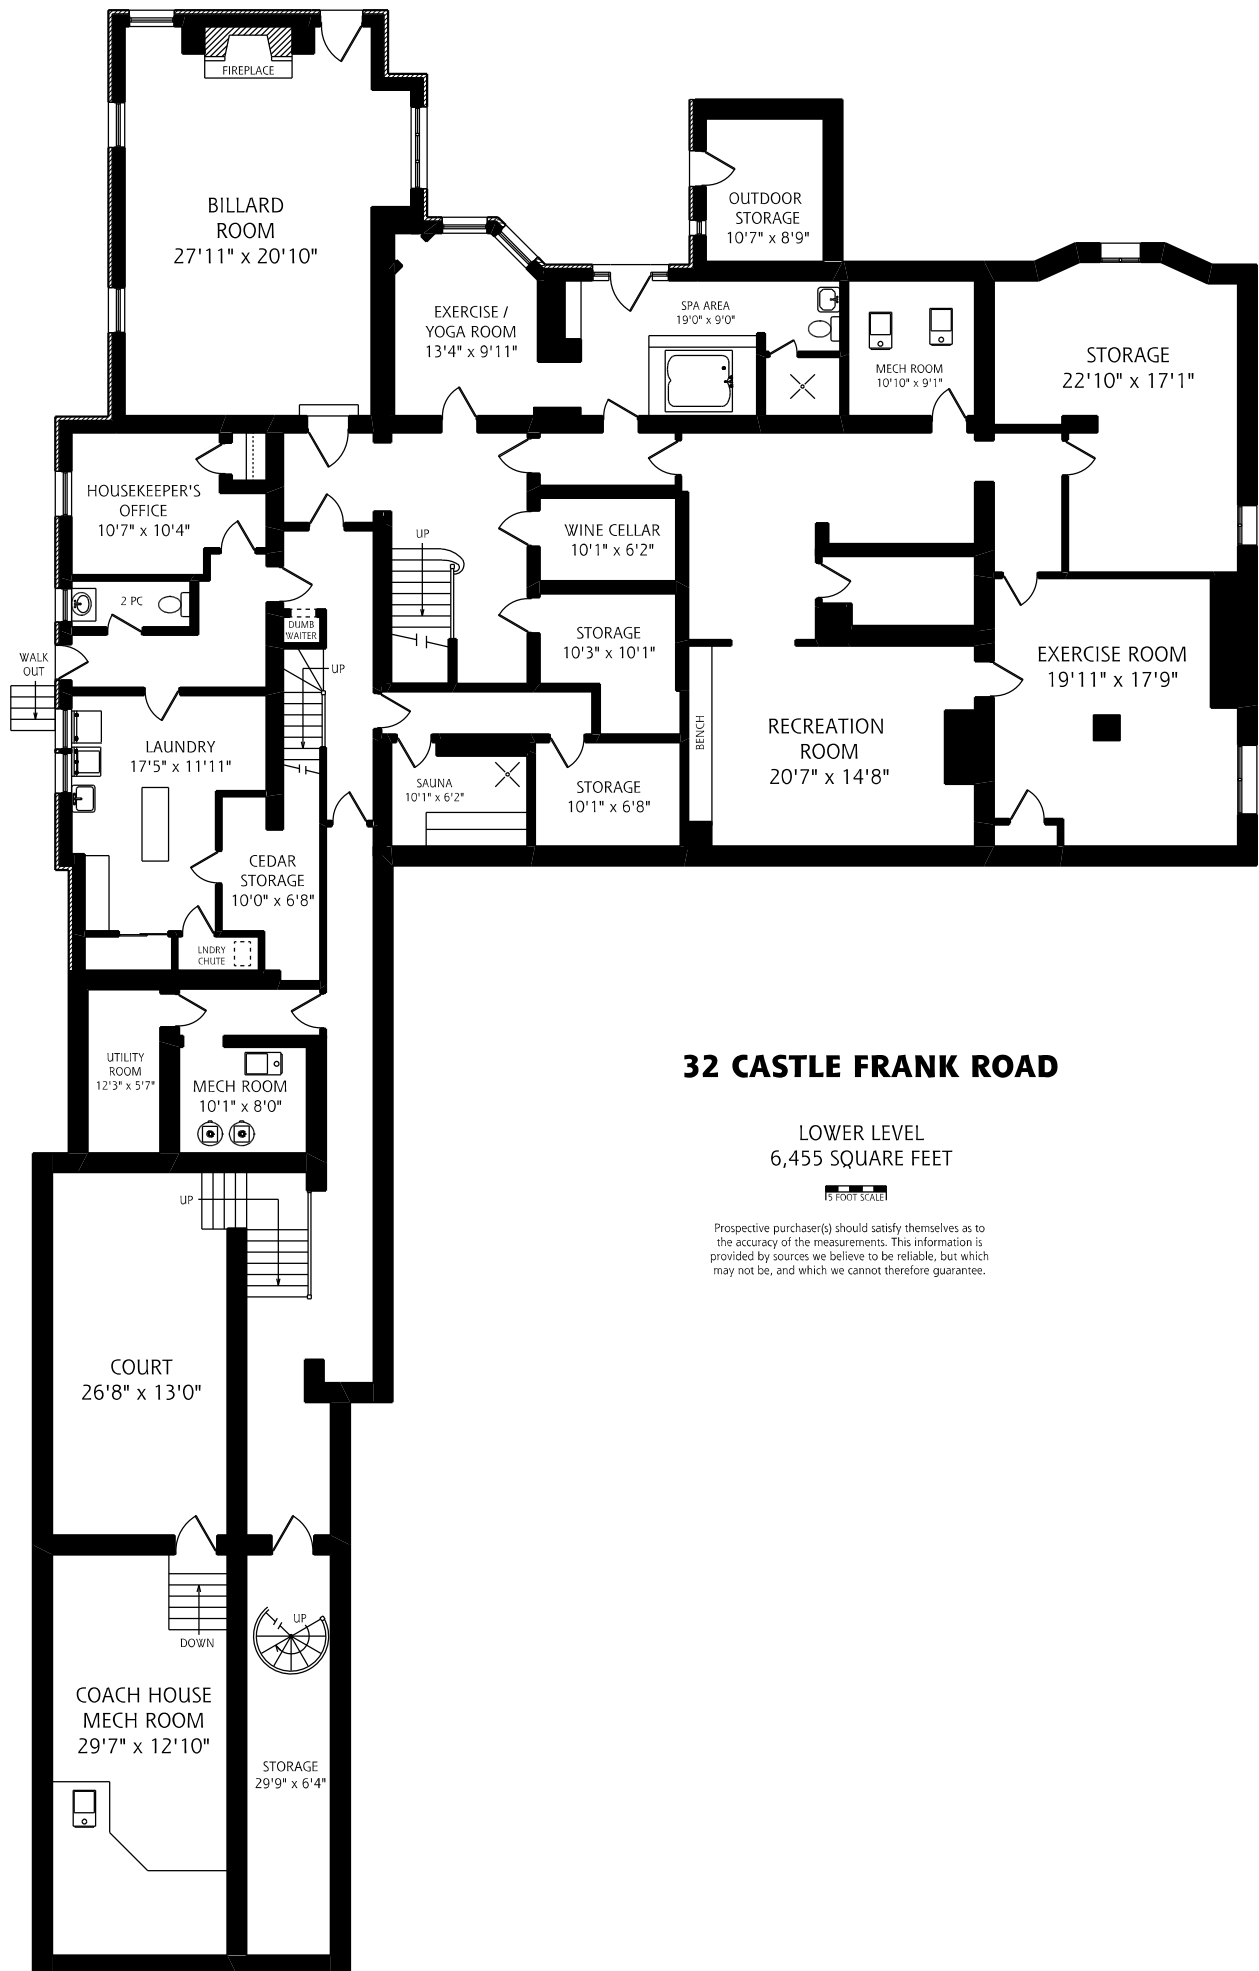 FIREPLACE
BILLARD
ROOM
27'11" x 20'10"
OUTDOOR
STORAGE
10'7" x 8'9"
EXERCISE /
YOGA ROOM
13'4" x 9'11"
SPA AREA
19'0" x 9'0"
MECH ROOM
10'10" x 9'1"
STORAGE
22'10" x 17'1"
HOUSEKEEPER'S
OFFICE
10'7" x 10'4"
UP
WINE CELLAR
10'1" x 6'2"
2 PC
DUMB
WAITER
STORAGE
10'3" x 10'1"
WALK
OUT
UP
EXERCISE ROOM
19'11" x 17'9"
LAUNDRY
17'5" x 11'11"
BENCH
RECREATION
ROOM
20'7" x 14'8"
SAUNA
10'1" x 6'2"
STORAGE
10'1" x 6'8"
CEDAR
STORAGE
10'0" x 6'8"
LNDRY
CHUTE
UTILITY
ROOM
12'3" x 5'7"
MECH ROOM
10'1" x 8'0"
32 CASTLE FRANK ROAD
LOWER LEVEL
6,455 SQUARE FEET
5 FOOT SCALE
Prospective purchaser(s) should satisfy themselves as to
the accuracy of the measurements. This information is
provided by sources we believe to be reliable, but which
may not be, and which we cannot therefore guarantee.
UP
COURT
26'8" x 13'0"
DOWN
UP
COACH HOUSE
MECH ROOM
29'7" x 12'10"
STORAGE
29'9" x 6'4"